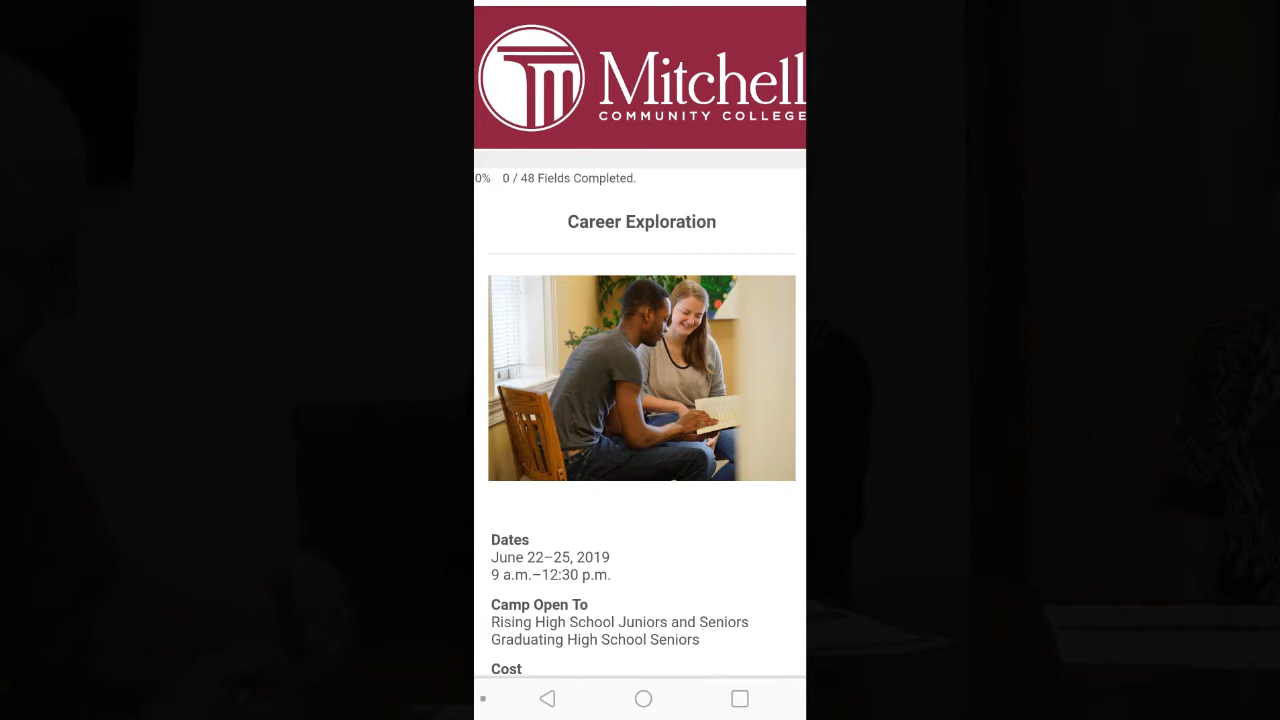 Mitchell
COMMUNITY COLLEGE
0% 0 / 48 Fields Completed.
Career Exploration
Dates
June 22–25, 2019
9 a.m.–12:30 p.m.
Camp Open To
Rising High School Juniors and Seniors
Graduating High School Seniors
Cost